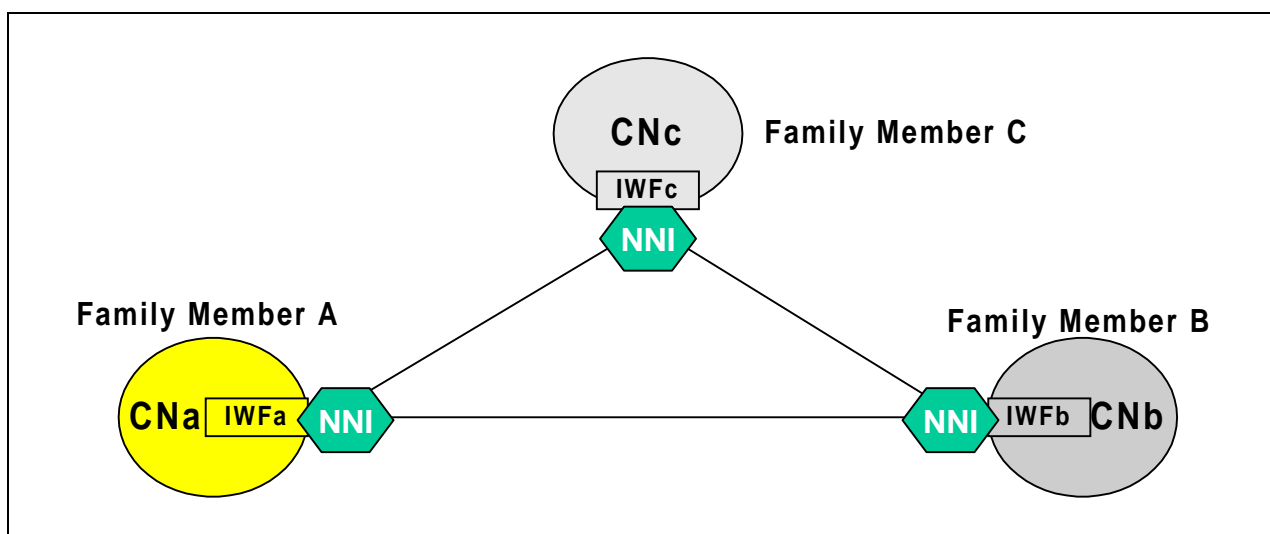 CNc
Family Member C
IWFc
NNI
Family Member A
Family Member B
CNa
IWFa
NNI
NNI
IWFb
CNb